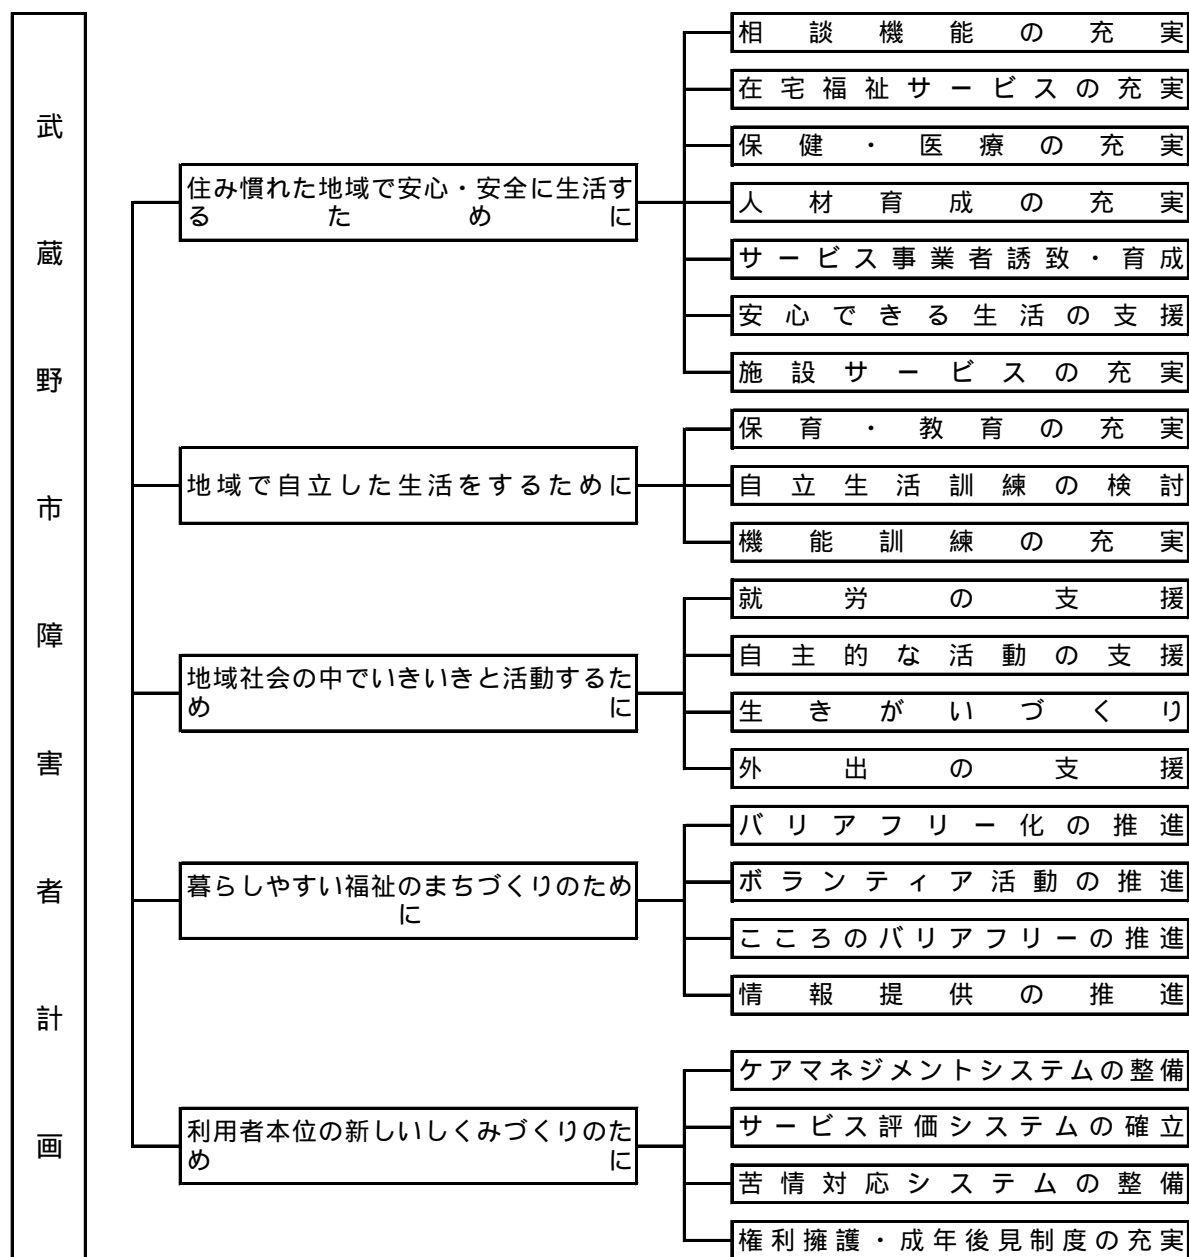 武蔵野市障害者計画
住み慣れた地域で安心・安全に生活す
るために
相談機能の充実
在宅福祉サービスの充実
保健・医療の充実
人材育成の充実
サービス事業者誘致・育成
安心できる生活の支援
施設サービスの充実
地域で自立した生活をするために
保育・教育の充実
自立生活訓練の検討
機能訓練の充実
地域社会の中でいきいきと活動するた
めに
就労の支援
自主的な活動の支援
生きがいづくり
外出の支援
暮らしやすい福祉のまちづくりのため
に
バリアフリー化の推進
ボランティア活動の推進
こころのバリアフリーの推進
情報提供の推進
利用者本位の新しいしくみづくりのた
めに
ケアマネジメントシステムの整備
サービス評価システムの確立
苦情対応システムの整備
権利擁護・成年後見制度の充実